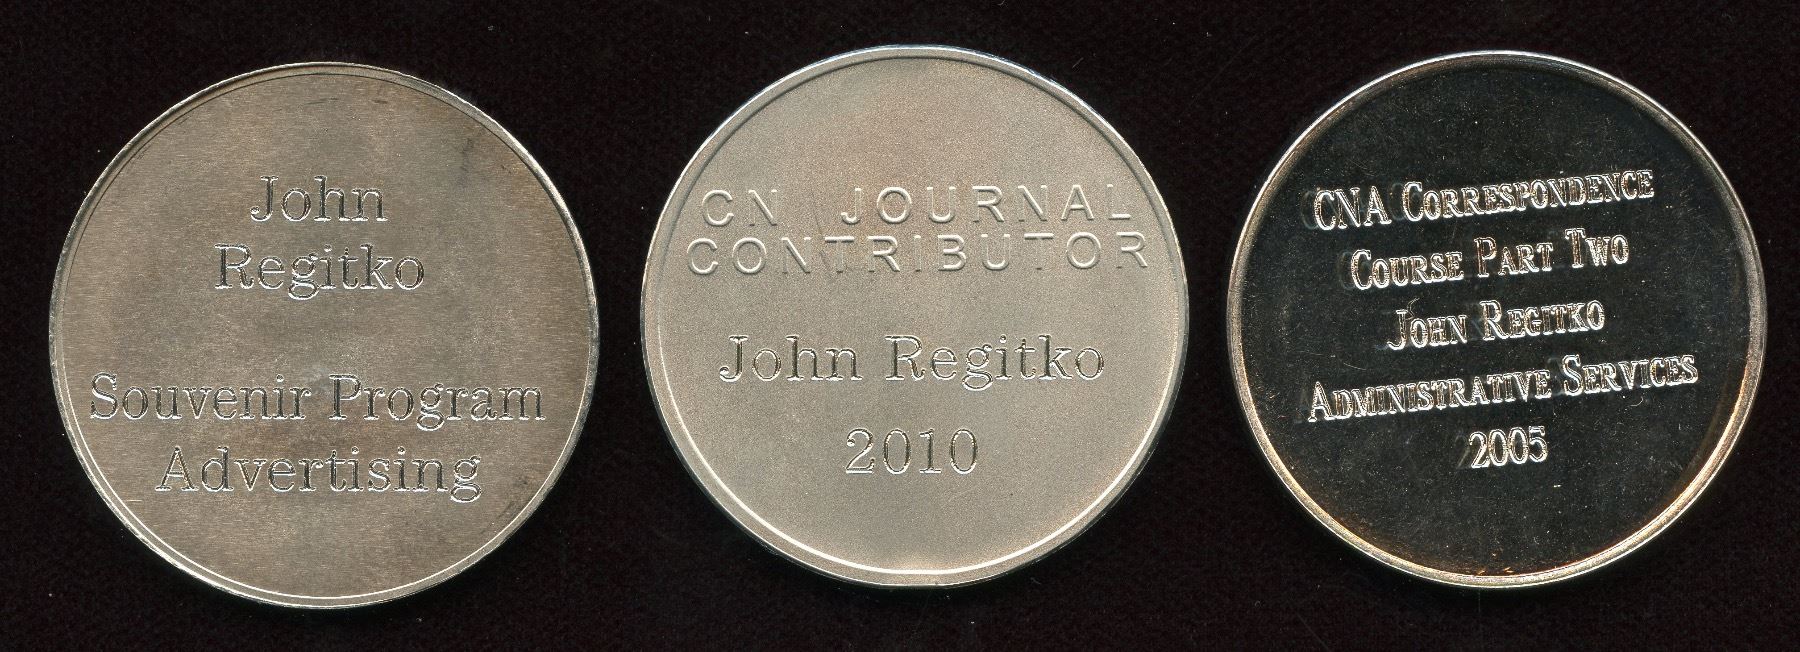 John
Regitko
Souvenir Program
Advertising
CN JOURNAL
CONTRIBUTOR
John Regitko
2010
CNA CORRESPONDENCE
COURSE PART TWO
JOHN REGITKO
ADMINISTRATIVE SERVICES
2005